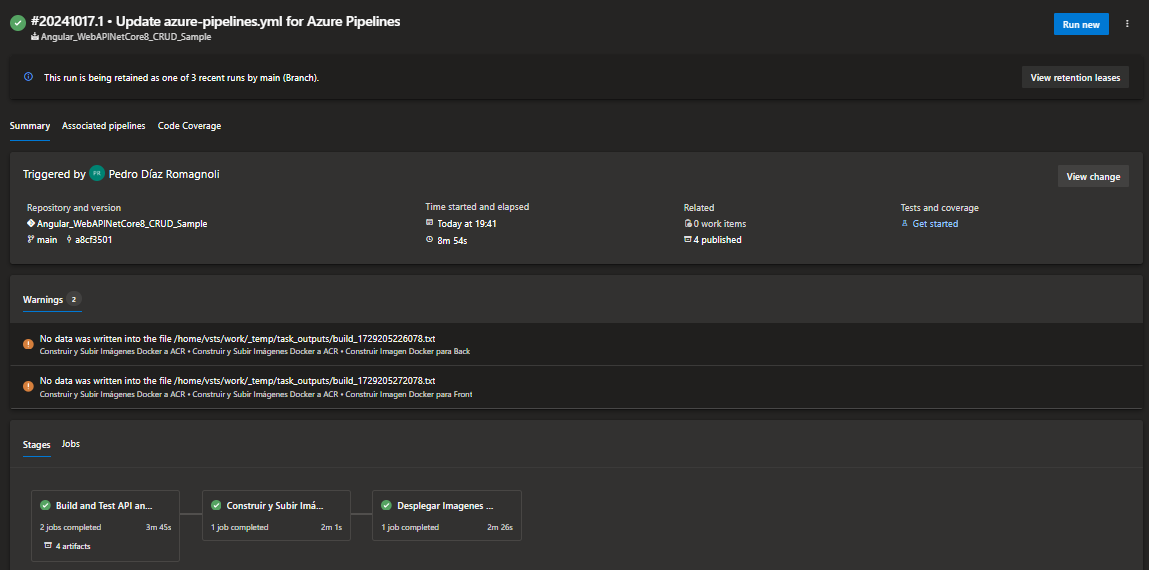 #20241017.1 • Update azure-pipelines.yml for Azure Pipelines
Angular_WebAPINetCore8_CRUD_Sample
Run new
This run is being retained as one of 3 recent runs by main (Branch).
View retention leases
Summary Associated pipelines Code Coverage
Triggered by PR Pedro Díaz Romagnoli
View change
Repository and version
Angular_WebAPINetCore8_CRUD_Sample
main a8cf3501
Time started and elapsed
Today at 19:41
8m 54s
Related
0 work items
4 published
Tests and coverage
Get started
Warnings 2
No data was written into the file /home/vsts/work/_temp/task_outputs/build_1729205226078.txt
Construir y Subir Imágenes Docker a ACR • Construir y Subir Imágenes Docker a ACR • Construir Imagen Docker para Back
No data was written into the file /home/vsts/work/_temp/task_outputs/build_1729205272078.txt
Construir y Subir Imágenes Docker a ACR • Construir y Subir Imágenes Docker a ACR • Construir Imagen Docker para Front
Stages Jobs
Build and Test API an...
2 jobs completed 3m 45s
4 artifacts
Construir y Subir Imá...
1 job completed 2m 1s
Desplegar Imagenes ...
1 job completed 2m 26s